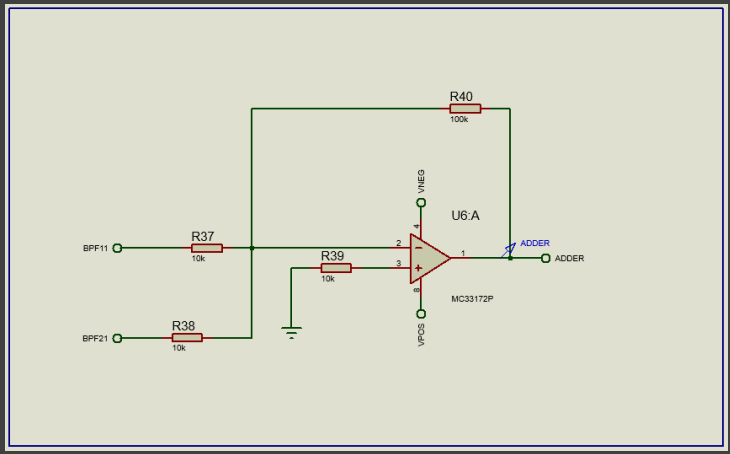 R40
100k
VNEG
U6:A
4
ADDER
R37
BPF11
10k
2
R39
3
1
ADDER
10k
8
MC33172P
R38
BPF21
10k
VPOS